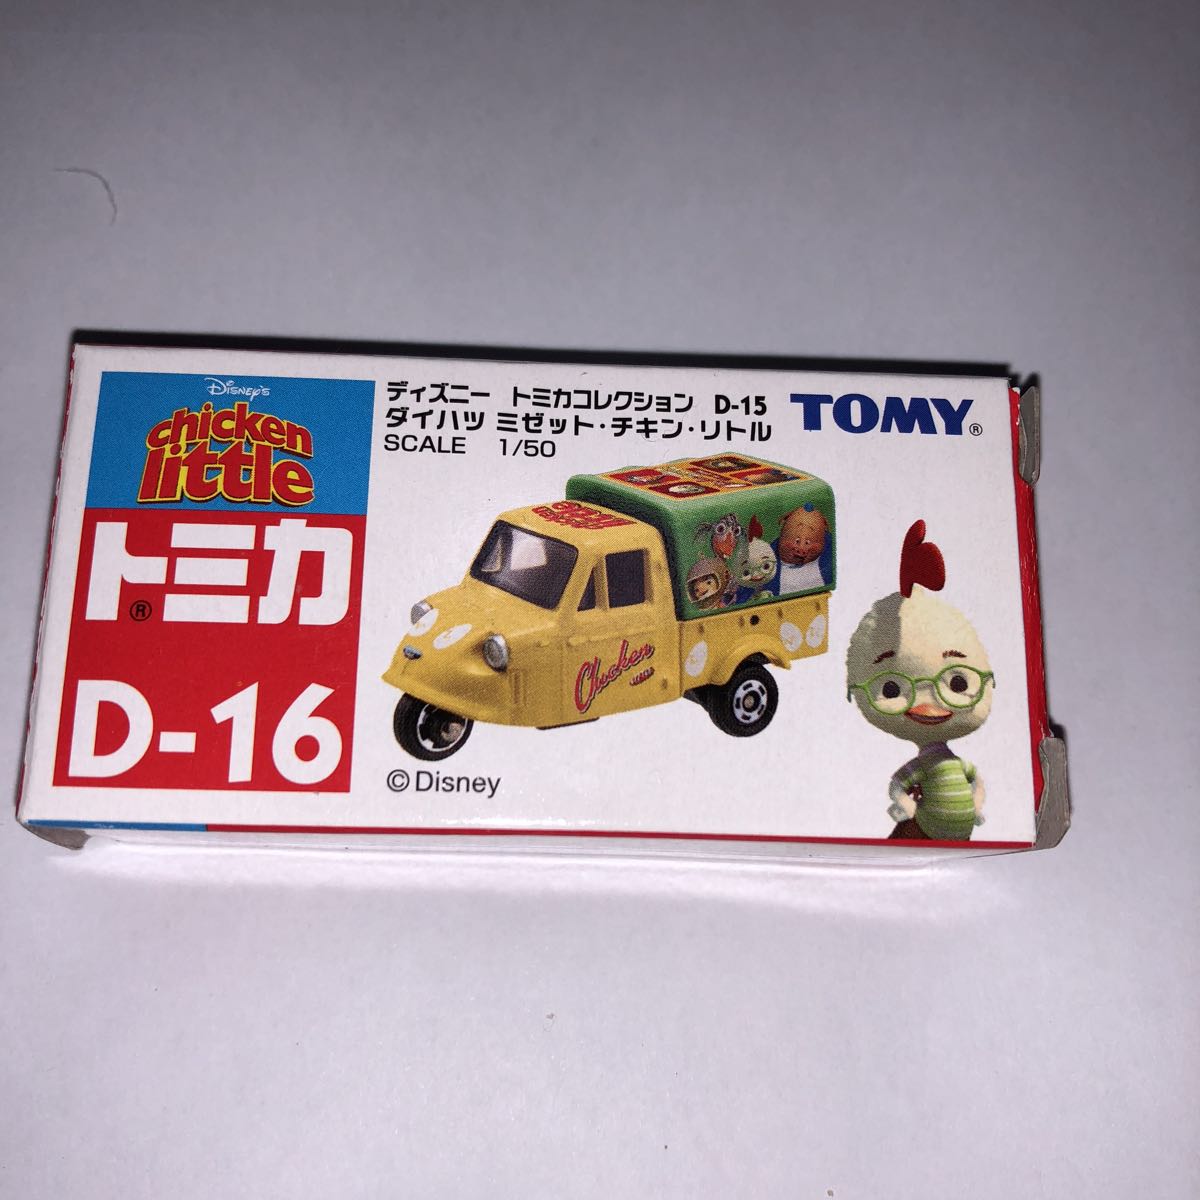 Disney's
chicken
little
トミカ®
D-16
ディズニー トミカコレクション D-15
ダイハツ ミゼット・チキン・リトル
SCALE 1/50
TOMY®
Chicken
©Disney